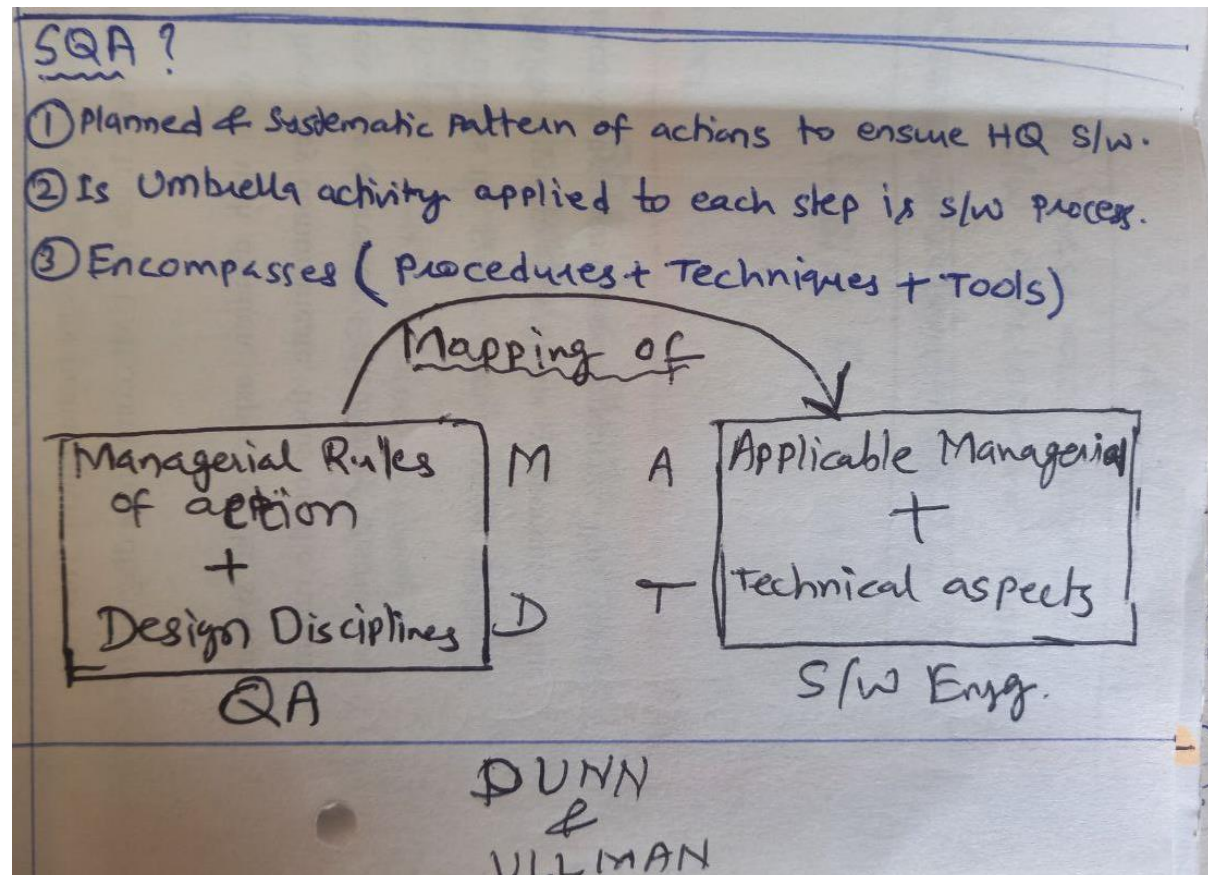 SQA ?
① Planned & Systematic Pattern of actions to ensure HQ S/w.
② Is Umbrella activity applied to each step is s/w process.
③ Encompasses ( Procedures + Techniques + Tools)
Mapping of
Managerial Rules
of action
+
Design Disciplines
M
D
QA
A
T
Applicable Managerial
+
Technical aspects
S/w Engg.
DUNN
&
ULLMAN